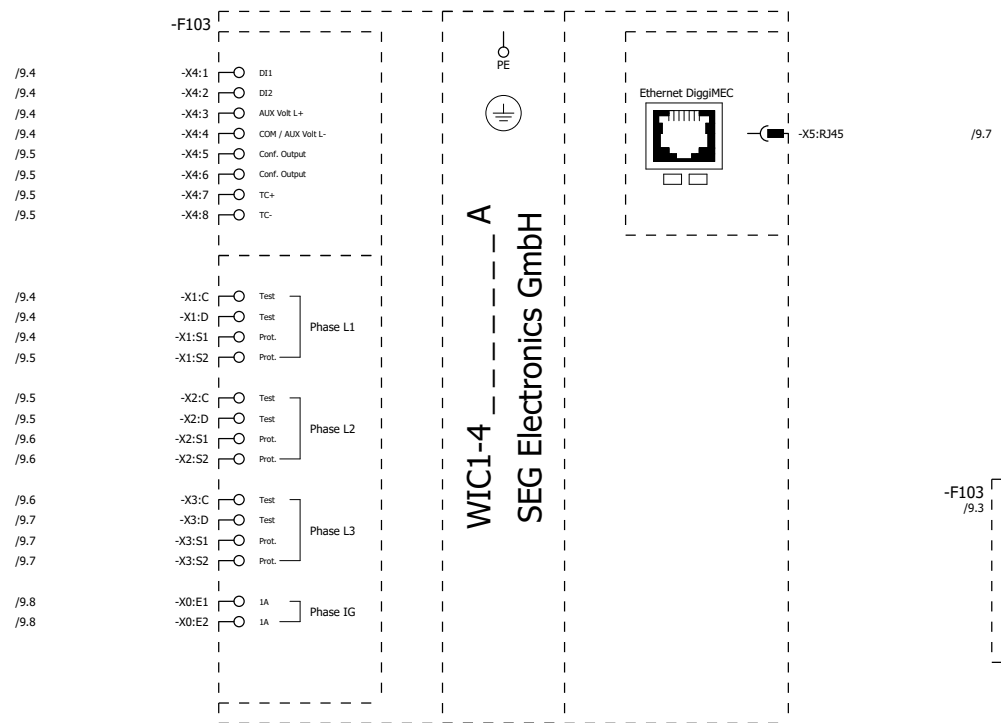 -F103
PE
/9.4 -X4:1 DI1
/9.4 -X4:2 DI2
/9.4 -X4:3 AUX Volt L+
/9.4 -X4:4 COM / AUX Volt L-
/9.5 -X4:5 Conf. Output
/9.5 -X4:6 Conf. Output
/9.5 -X4:7 TC+
/9.5 -X4:8 TC-
Ethernet DiggiMEC
-X5:RJ45 /9.7
WIC1-4_ _ _ _ _ _ _A
SEG Electronics GmbH
/9.4 -X1:C Test
/9.4 -X1:D Test
Phase L1
/9.4 -X1:S1 Prot.
/9.5 -X1:S2 Prot.
/9.5 -X2:C Test
/9.5 -X2:D Test
Phase L2
/9.6 -X2:S1 Prot.
/9.6 -X2:S2 Prot.
/9.6 -X3:C Test
/9.7 -X3:D Test
Phase L3
/9.7 -X3:S1 Prot.
/9.7 -X3:S2 Prot.
/9.8 -X0:E1 1A
Phase IG
/9.8 -X0:E2 1A
-F103
/9.3